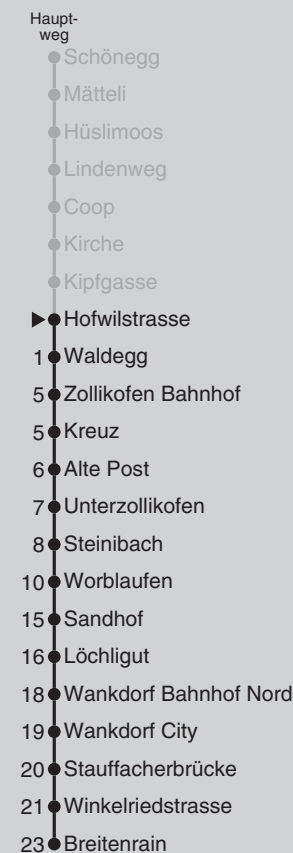 Haupt-
weg
Schönegg
Mätteli
Hüslimoos
Lindenweg
Coop
Kirche
Kipfgasse
Hofwilstrasse
1 Waldegg
5 Zollikofen Bahnhof
5 Kreuz
6 Alte Post
7 Unterzollikofen
8 Steinibach
10 Worblaufen
15 Sandhof
16 Löchligut
18 Wankdorf Bahnhof Nord
19 Wankdorf City
20 Stauffacherbrücke
21 Winkelriedstrasse
23 Breitenrain